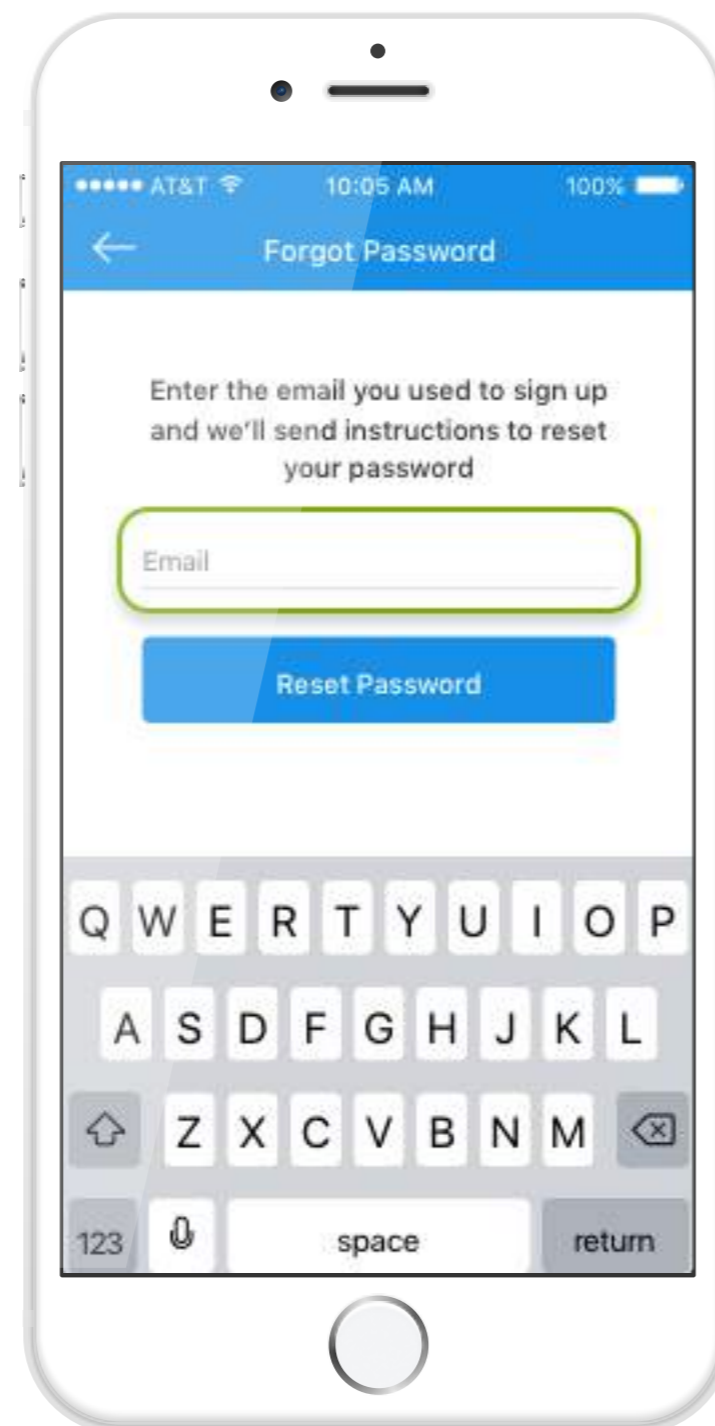 AT&T 10:05 AM 100%
Forgot Password
Enter the email you used to sign up
and we'll send instructions to reset
your password
Email
Reset Password
Q W E R T Y U I O P
A S D F G H J K L
Z X C V B N M
123 space return